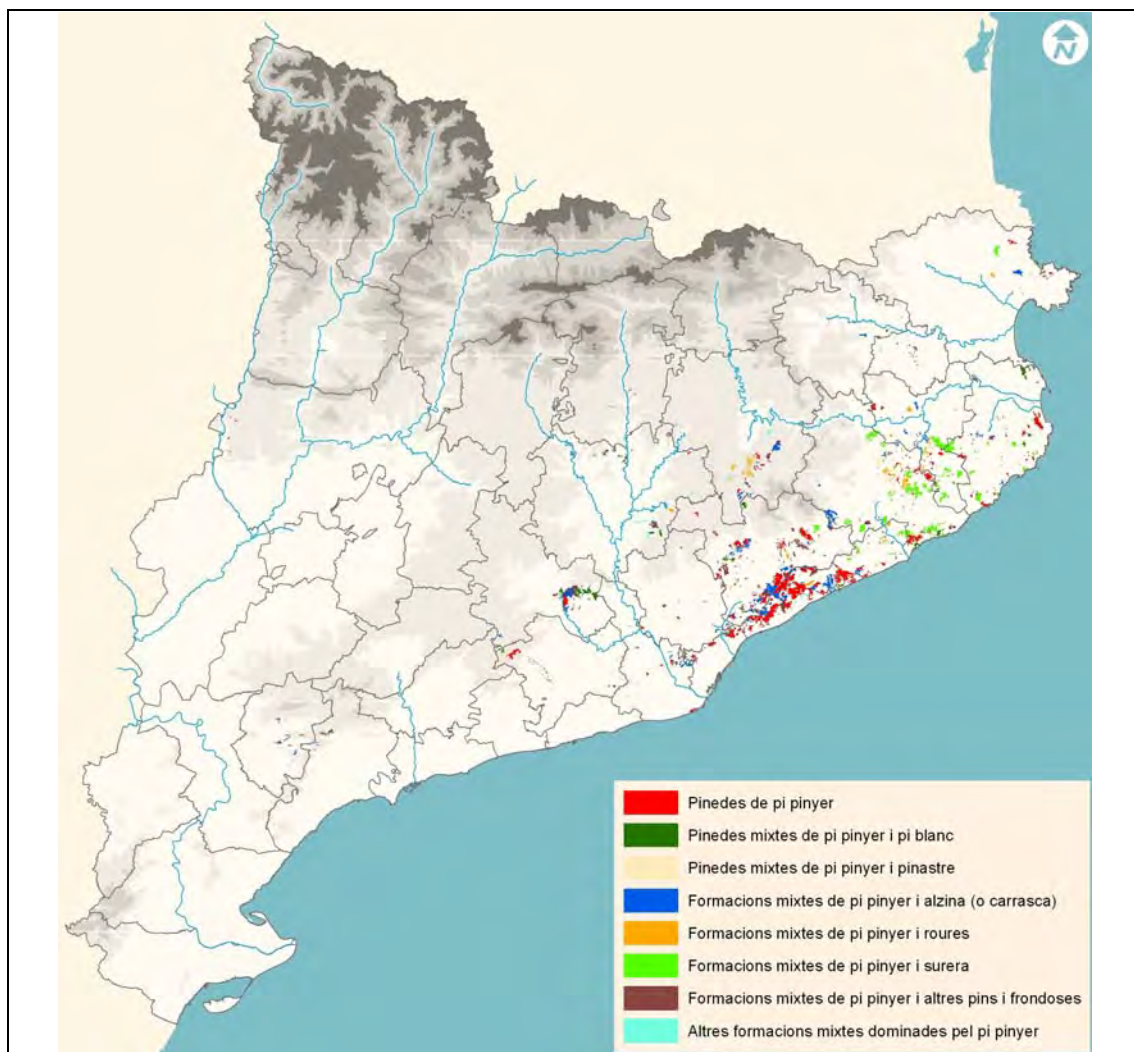 N
Pinedes de pi pinyer
Pinedes mixtes de pi pinyer i pi blanc
Pinedes mixtes de pi pinyer i pinastre
Formacions mixtes de pi pinyer i alzina (o carrasca)
Formacions mixtes de pi pinyer i roures
Formacions mixtes de pi pinyer i surera
Formacions mixtes de pi pinyer i altres pins i frondoses
Altres formacions mixtes dominades pel pi pinyer